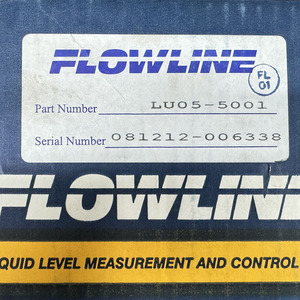 FLOWLINE
FL
01
Part Number LU05-5001
Serial Number 081212-006338
FLOWLINE
QUID LEVEL MEASUREMENT AND CONTROL